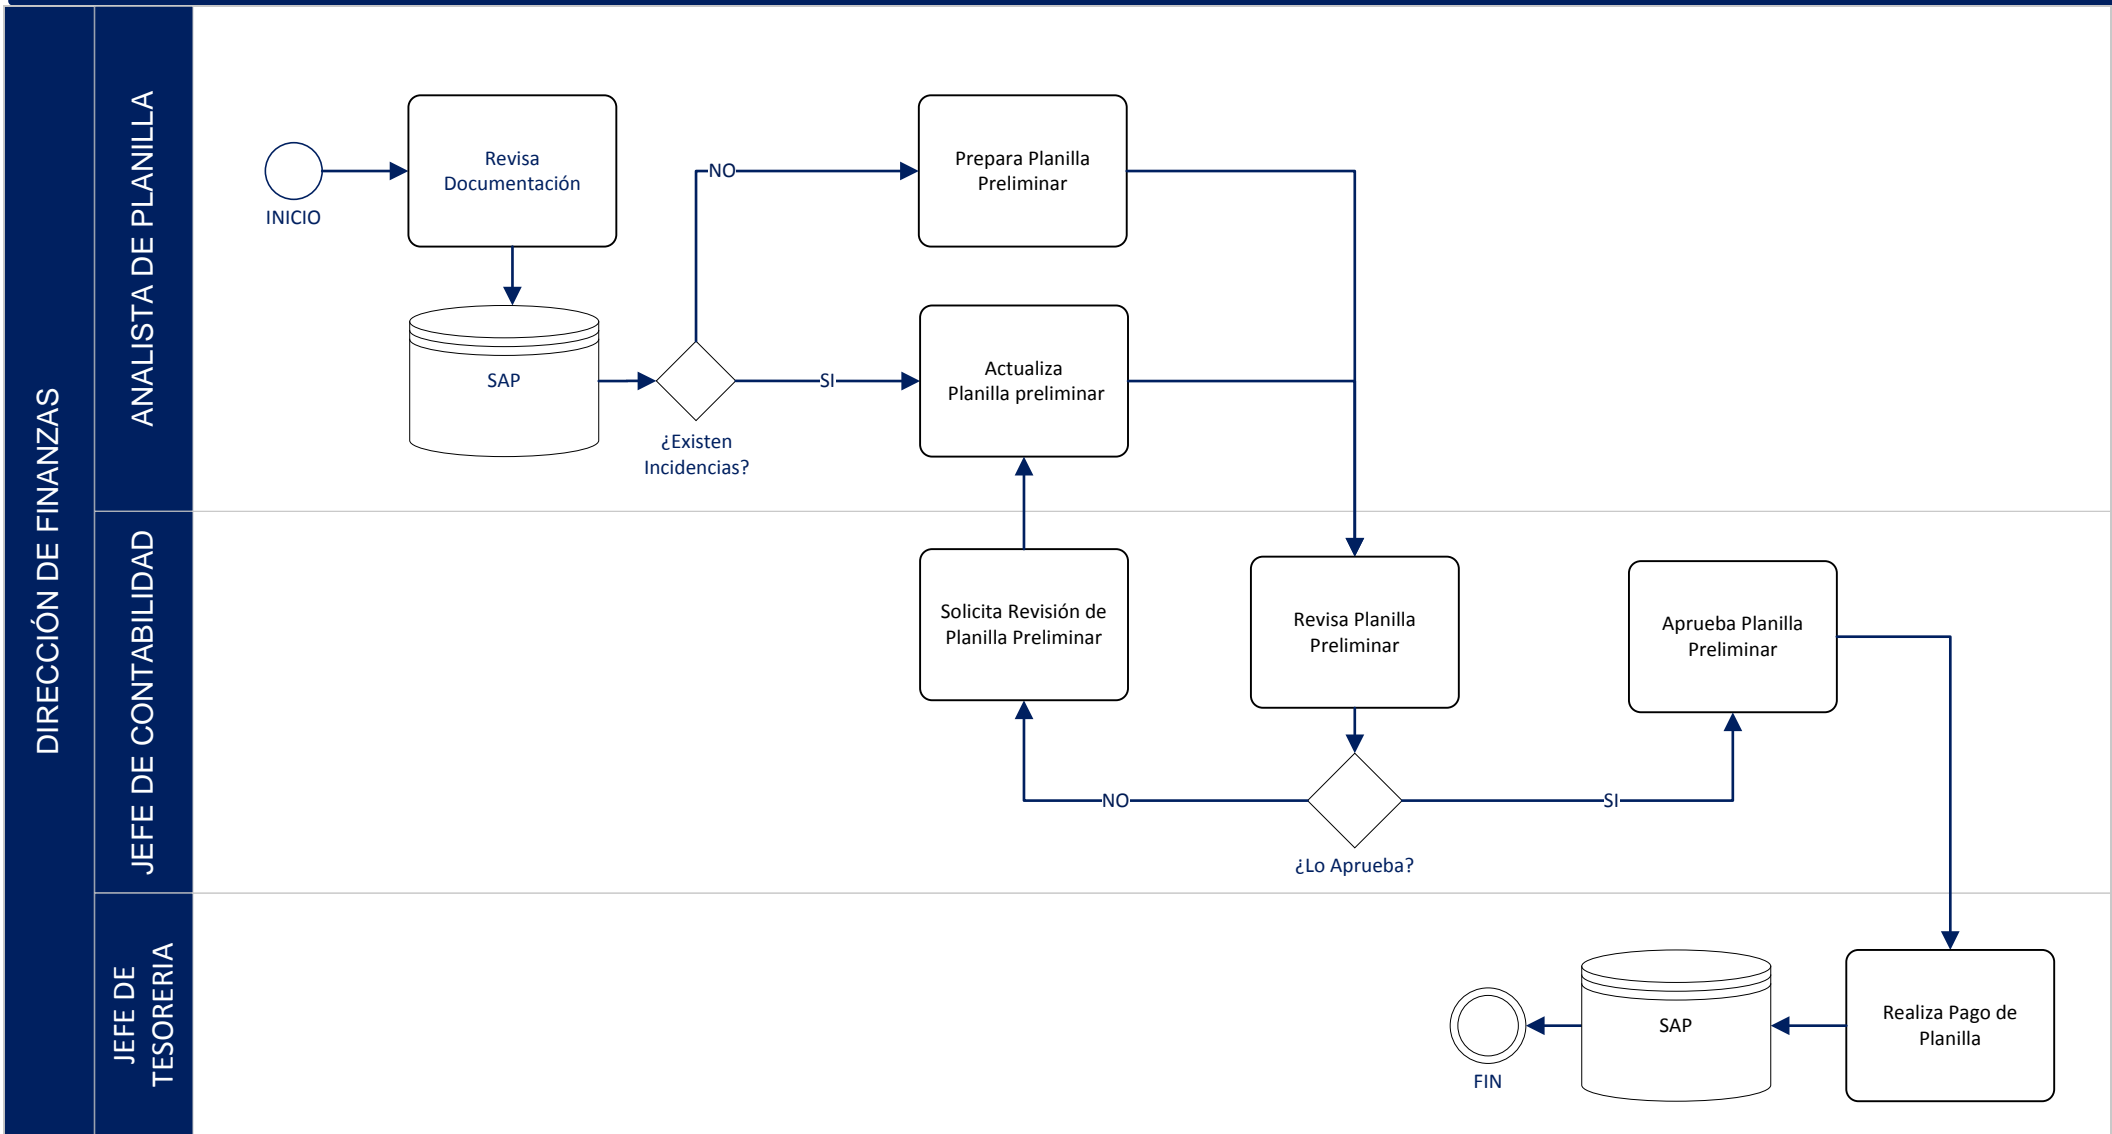 DIRECCIÓN DE FINANZAS
ANALISTA DE PLANILLA
INICIO
Revisa
Documentación
SAP
¿Existen
Incidencias?
NO
SI
Prepara Planilla
Preliminar
Actualiza
Planilla preliminar
JEFE DE CONTABILIDAD
Solicita Revisión de
Planilla Preliminar
Revisa Planilla
Preliminar
Aprueba Planilla
Preliminar
NO
SI
¿Lo Aprueba?
JEFE DE
TESORERIA
FIN
SAP
Realiza Pago de
Planilla